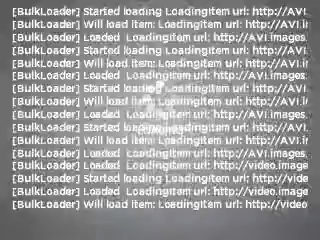 [BulkLoader] Started loading LoadingItem url: http://AVI.
[BulkLoader] Will load item: LoadingItem url: http://AVI.i
[BulkLoader] Loaded LoadingItem url: http://AVI.images.
[BulkLoader] Started loading LoadingItem url: http://AVI.
[BulkLoader] Will load item: LoadingItem url: http://AVI.i
[BulkLoader] Loaded LoadingItem url: http://AVI.images.
[BulkLoader] Started loading LoadingItem url: http://AVI.
[BulkLoader] Will load item: LoadingItem url: http://AVI.i
[BulkLoader] Loaded LoadingItem url: http://AVI.images.
[BulkLoader] Started loading LoadingItem url: http://AVI.
[BulkLoader] Will load item: LoadingItem url: http://AVI.i
[BulkLoader] Loaded LoadingItem url: http://AVI.images.
[BulkLoader] Loaded LoadingItem url: http://video.image
[BulkLoader] Started loading LoadingItem url: http://video
[BulkLoader] Loaded LoadingItem url: http://video.image
[BulkLoader] Will load item: LoadingItem url: http://video